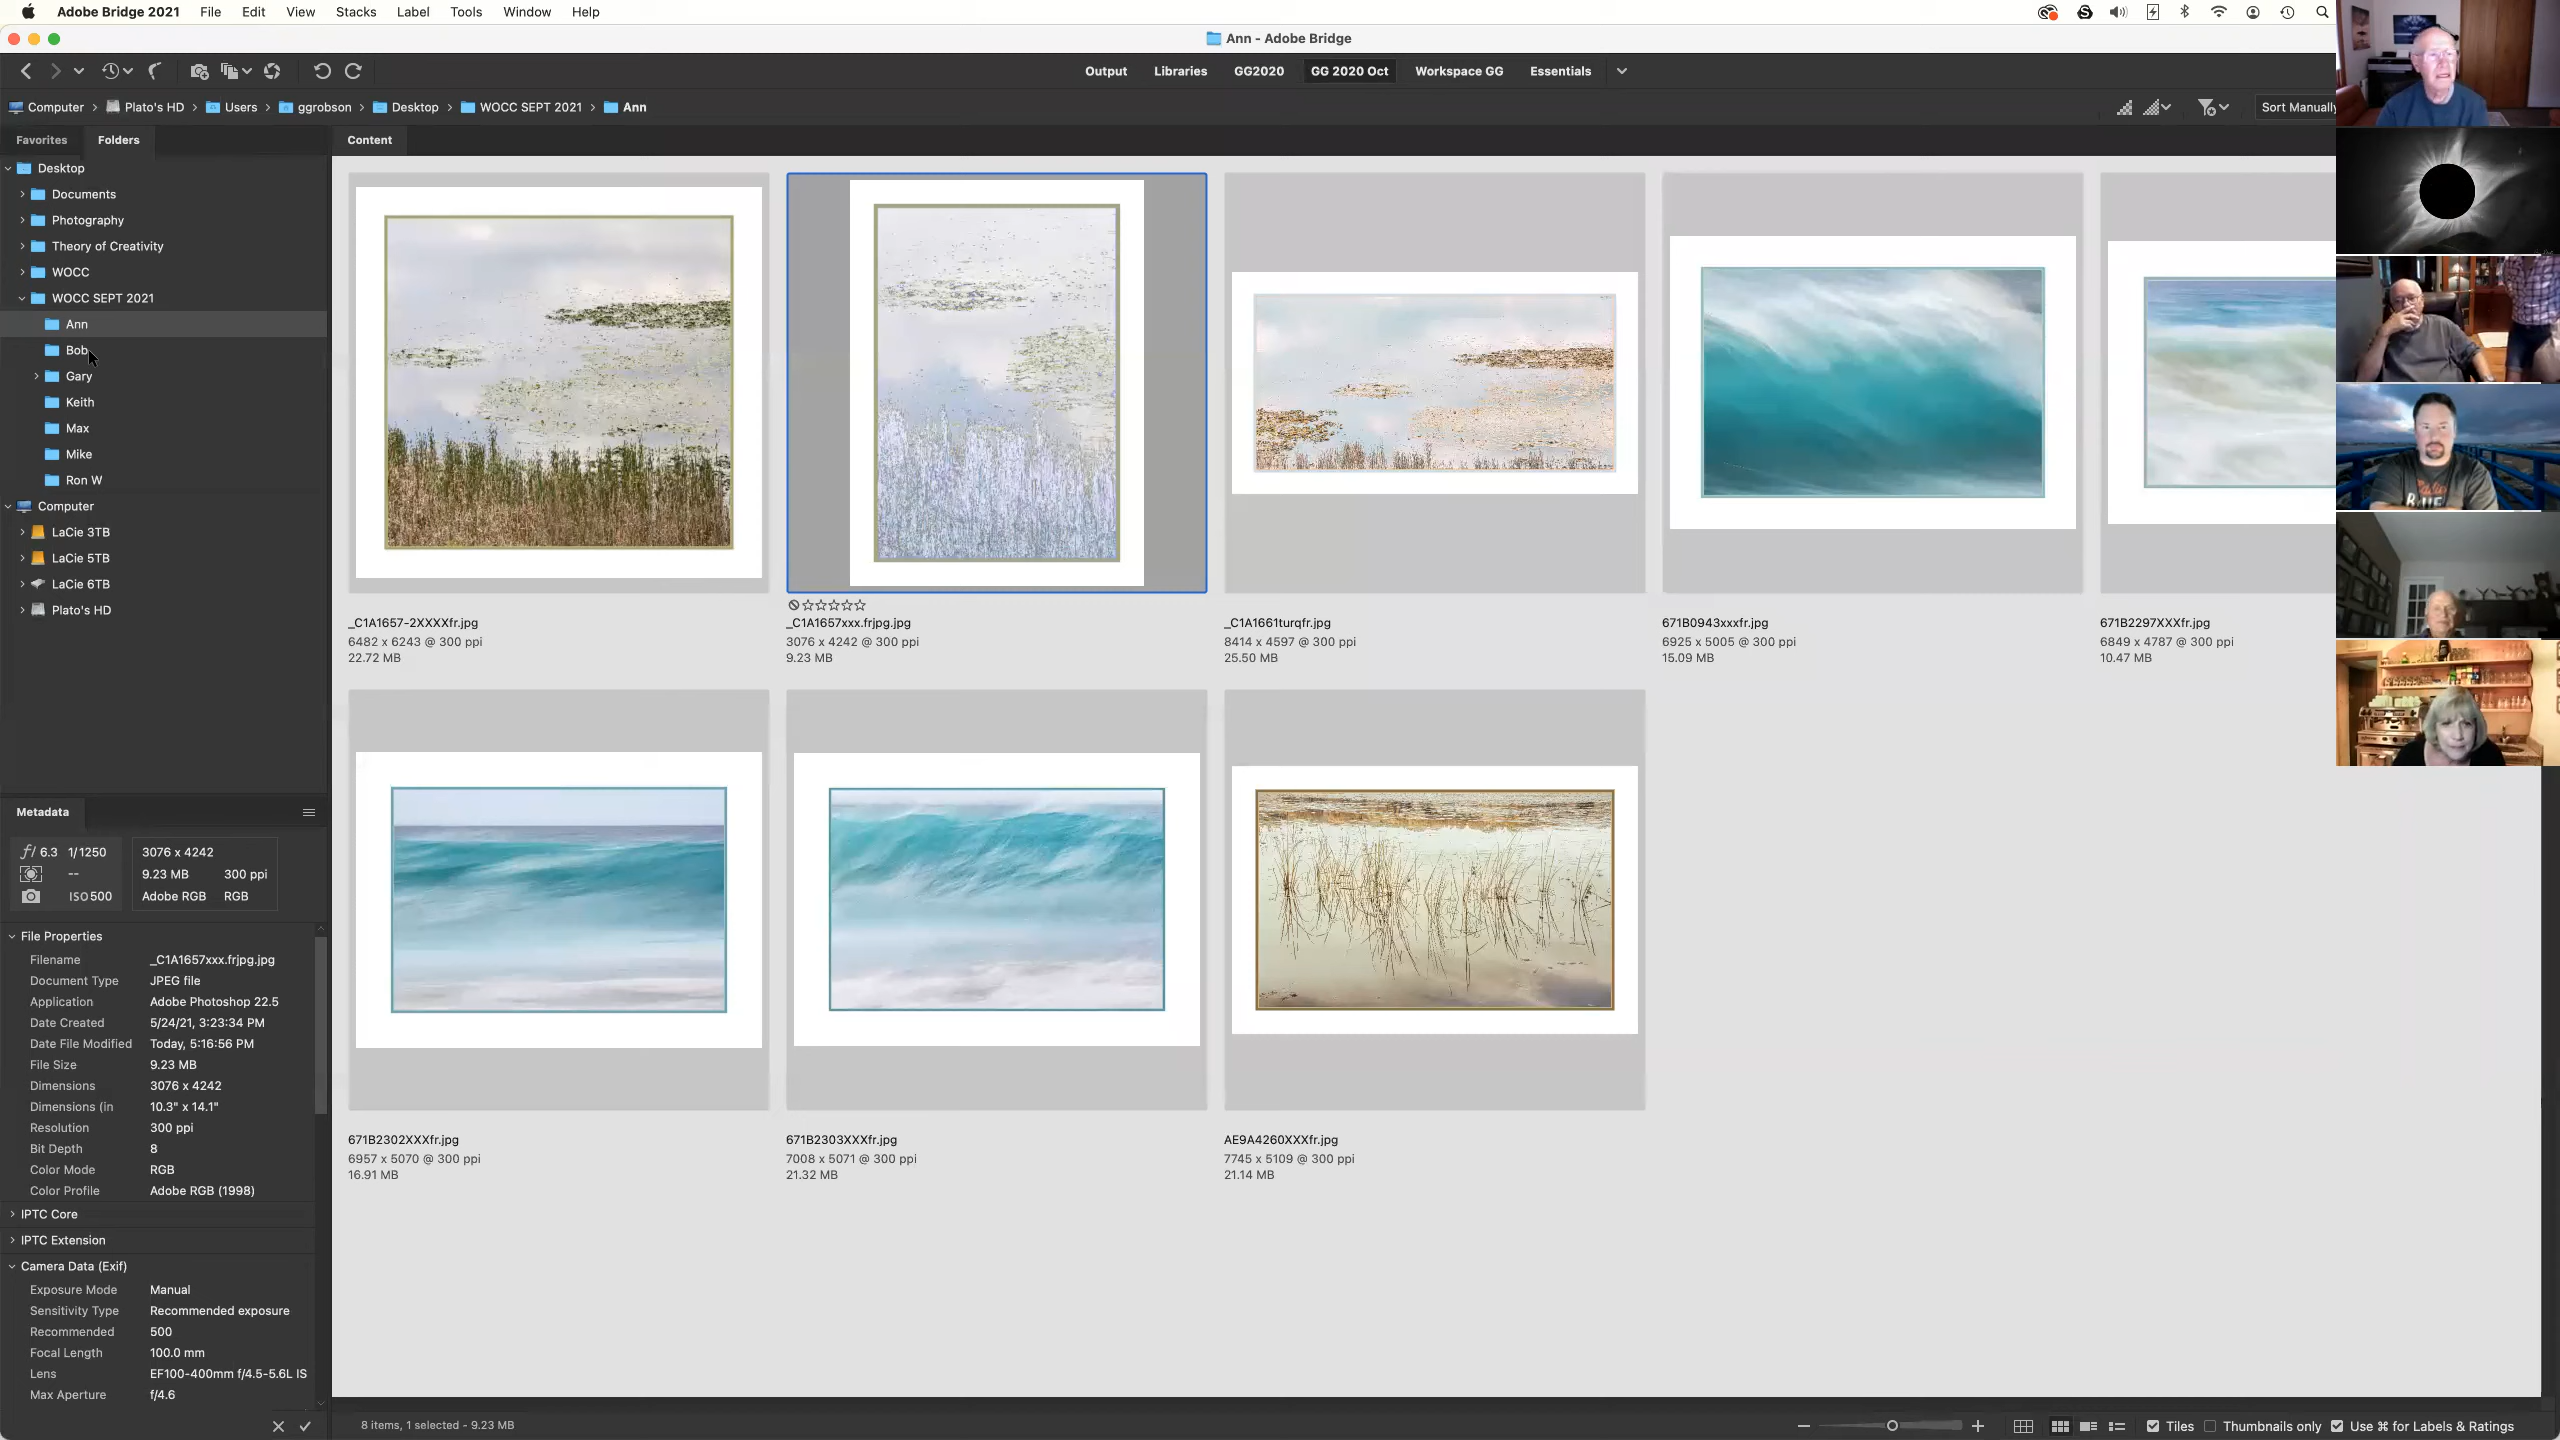 Adobe Bridge 2021 File Edit View Stacks Label Tools Window Help
Ann - Adobe Bridge
Output Libraries GG2020 GG 2020 Oct Workspace GG Essentials
Computer Plato's HD Users ggrobson Desktop WOCC SEPT 2021 Ann
Sort Manually
Favorites Folders
Content
Desktop
Documents
Photography
Theory of Creativity
WOCC
WOCC SEPT 2021
Ann
Bob
Gary
Keith
Max
Mike
Ron W
Computer
LaCie 3TB
LaCie 5TB
LaCie 6TB
Plato's HD
_C1A1657-2XXXXfr.jpg
6482 x 6243 @ 300 ppi
22.72 MB
_C1A1657xxx.frjpg.jpg
3076 x 4242 @ 300 ppi
9.23 MB
_C1A1661turqfr.jpg
8414 x 4597 @ 300 ppi
25.50 MB
671B0943xxxfr.jpg
6925 x 5005 @ 300 ppi
15.09 MB
671B2297XXXfr.jpg
6849 x 4787 @ 300 ppi
10.47 MB
671B2302XXXfr.jpg
6957 x 5070 @ 300 ppi
16.91 MB
671B2303XXXfr.jpg
7008 x 5071 @ 300 ppi
21.32 MB
AE9A4260XXXfr.jpg
7745 x 5109 @ 300 ppi
21.14 MB
Metadata
f/ 6.3 1/1250
--
ISO500
3076 x 4242
9.23 MB 300 ppi
Adobe RGB RGB
File Properties
Filename _C1A1657xxx.frjpg.jpg
Document Type JPEG file
Application Adobe Photoshop 22.5
Date Created 5/24/21, 3:23:34 PM
Date File Modified Today, 5:16:56 PM
File Size 9.23 MB
Dimensions 3076 x 4242
Dimensions (in 10.3" x 14.1"
Resolution 300 ppi
Bit Depth 8
Color Mode RGB
Color Profile Adobe RGB (1998)
IPTC Core
IPTC Extension
Camera Data (Exif)
Exposure Mode Manual
Sensitivity Type Recommended exposure
Recommended 500
Focal Length 100.0 mm
Lens EF100-400mm f/4.5-5.6L IS
Max Aperture f/4.6
8 items, 1 selected - 9.23 MB
Tiles Thumbnails only Use ⌘ for Labels & Ratings